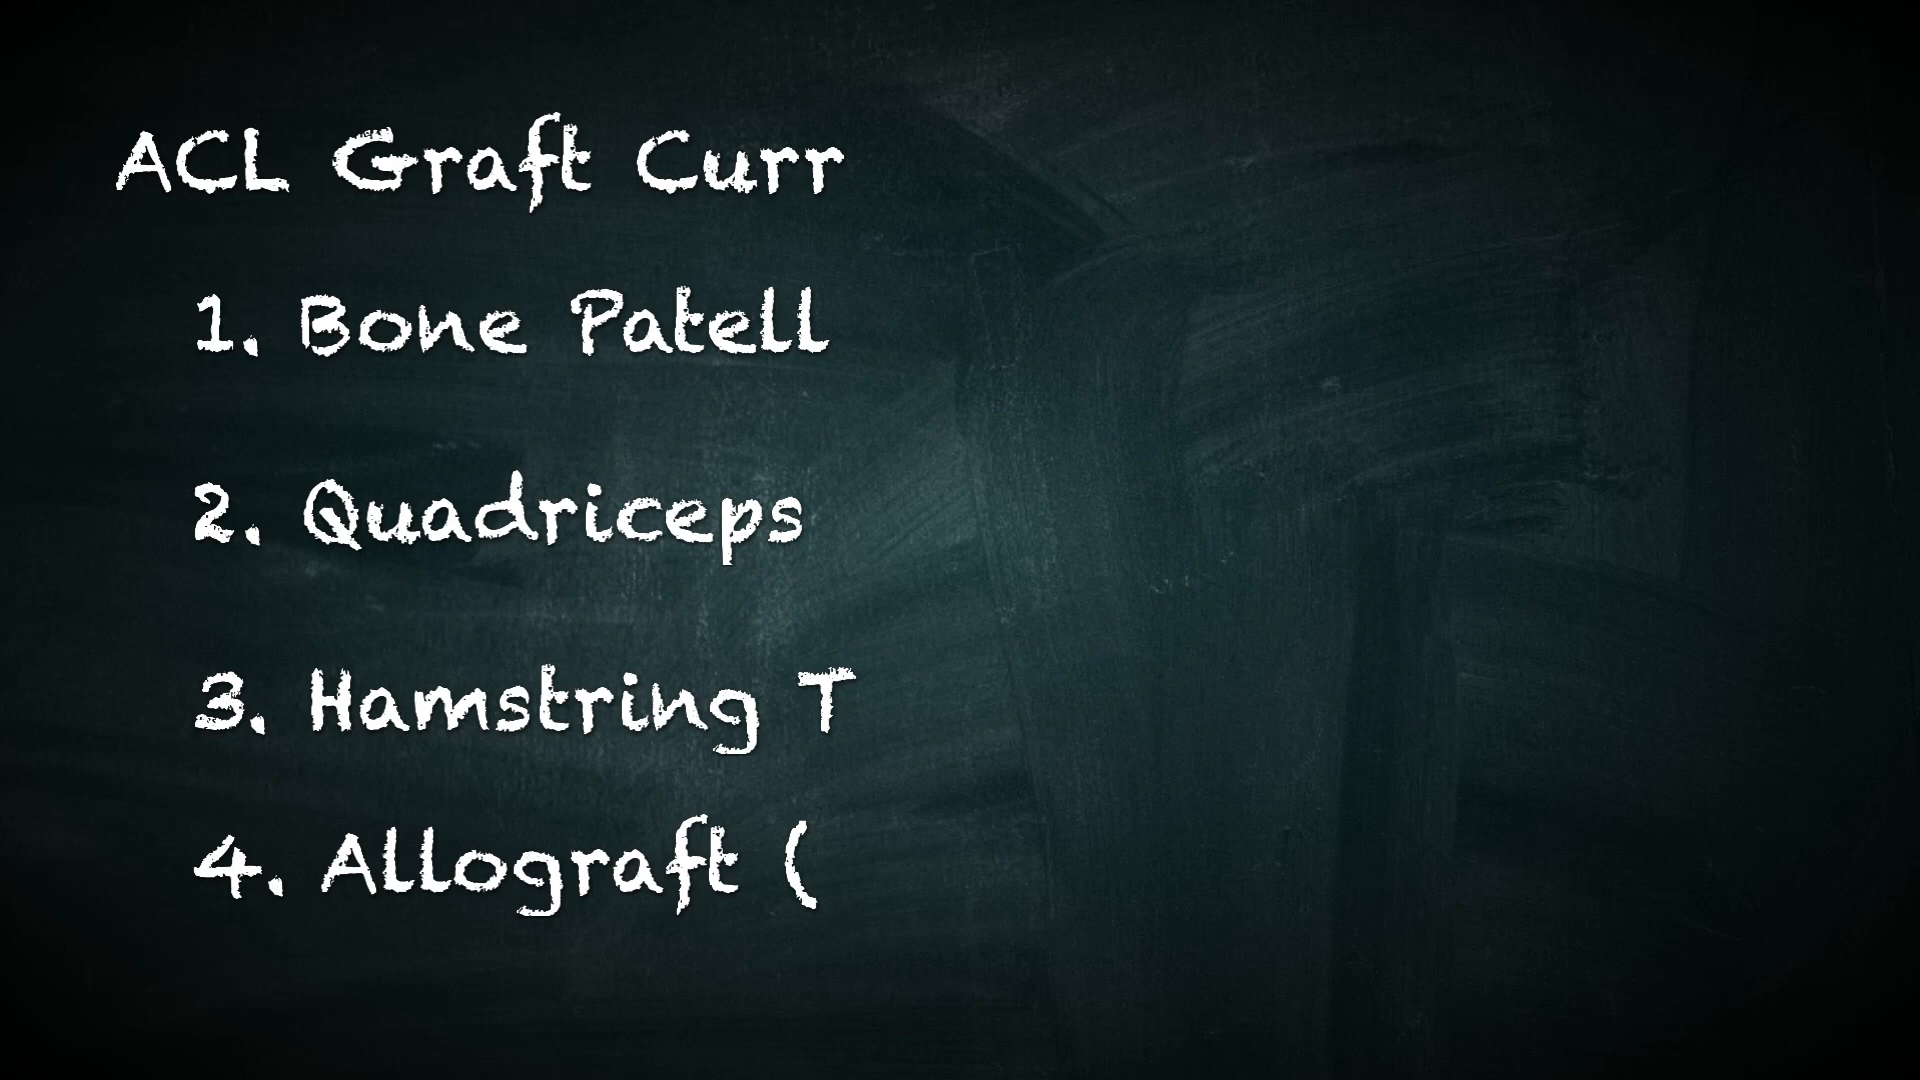 ACL Graft Curr
1. Bone Patell
2. Quadriceps
3. Hamstring T
4. Allograft (